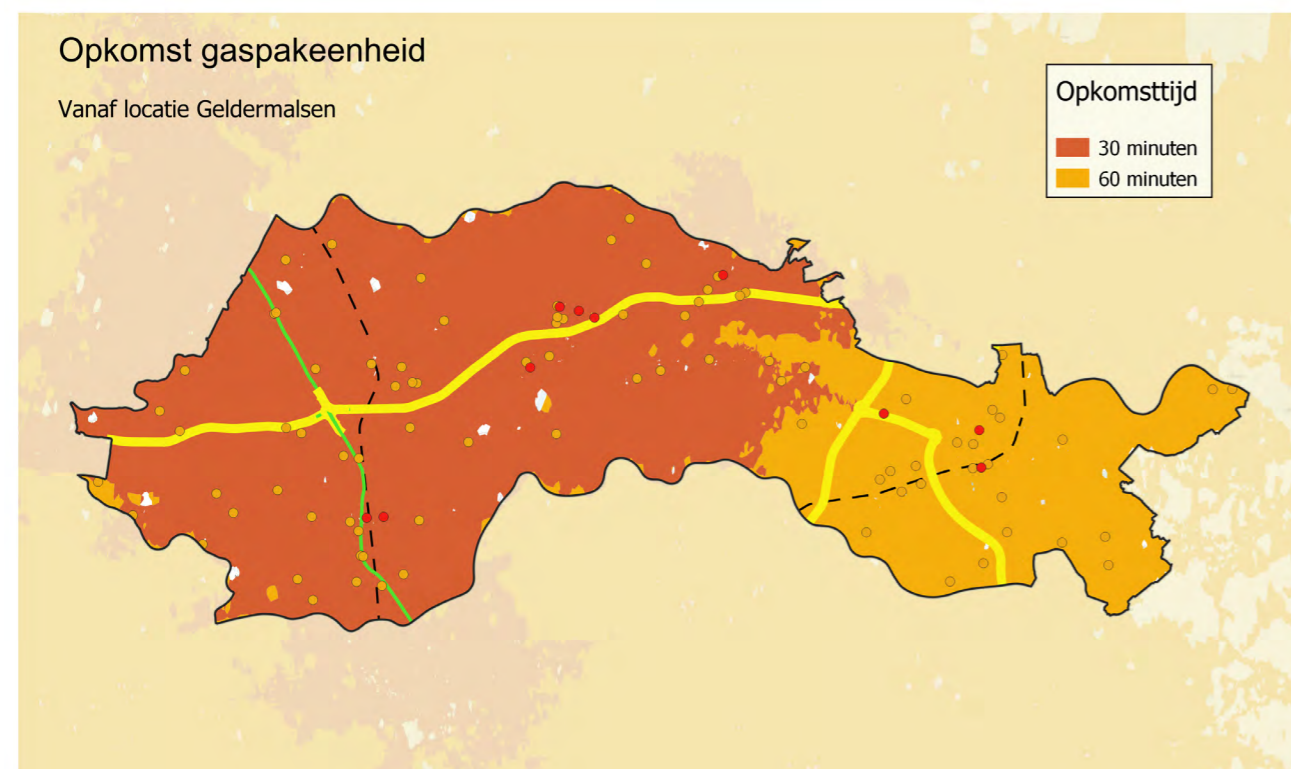 Opkomst gaspakeenheid
Vanaf locatie Geldermalsen
Opkomsttijd
30 minuten
60 minuten